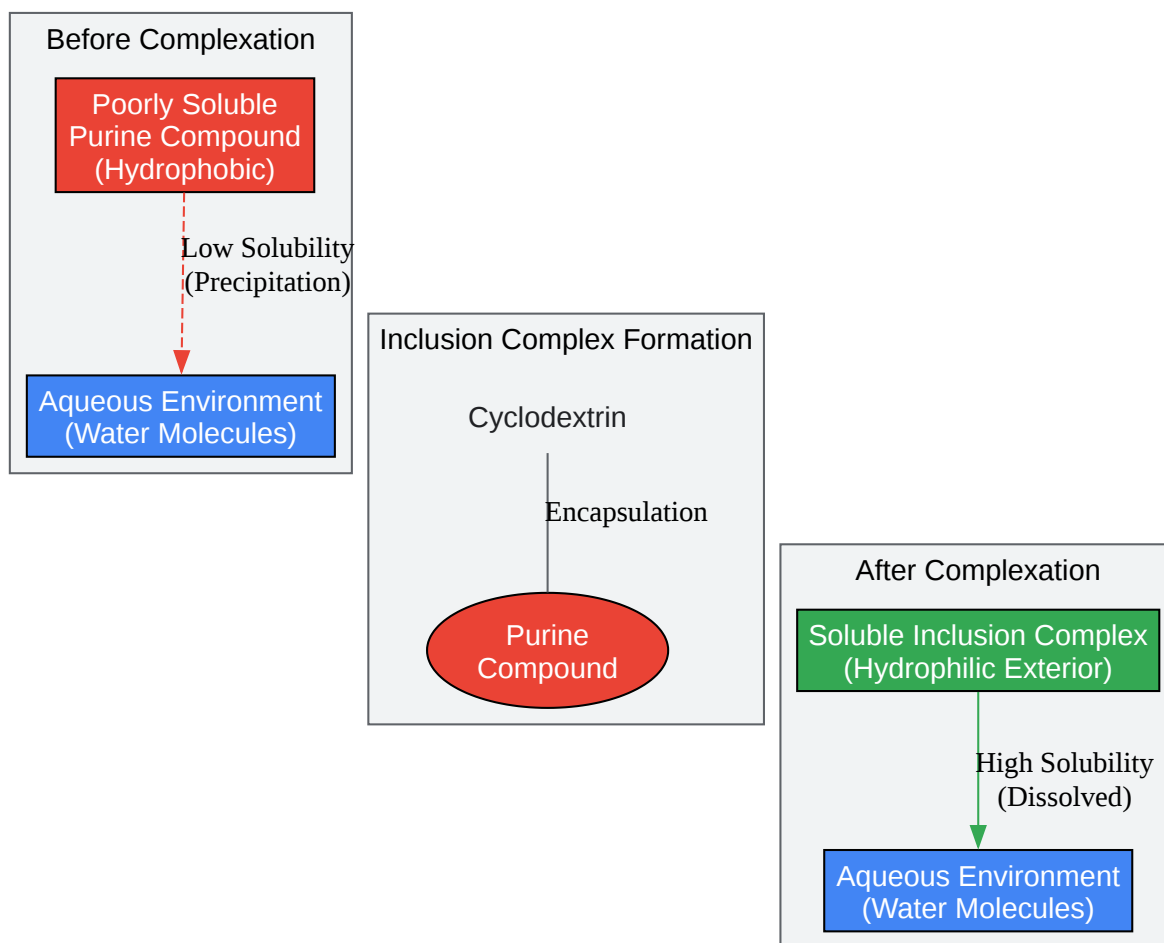 Before Complexation
Poorly Soluble
Purine Compound
(Hydrophobic)
Low Solubility
(Precipitation)
Aqueous Environment
(Water Molecules)
Inclusion Complex Formation
Cyclodextrin
Encapsulation
Purine
Compound
After Complexation
Soluble Inclusion Complex
(Hydrophilic Exterior)
High Solubility
(Dissolved)
Aqueous Environment
(Water Molecules)